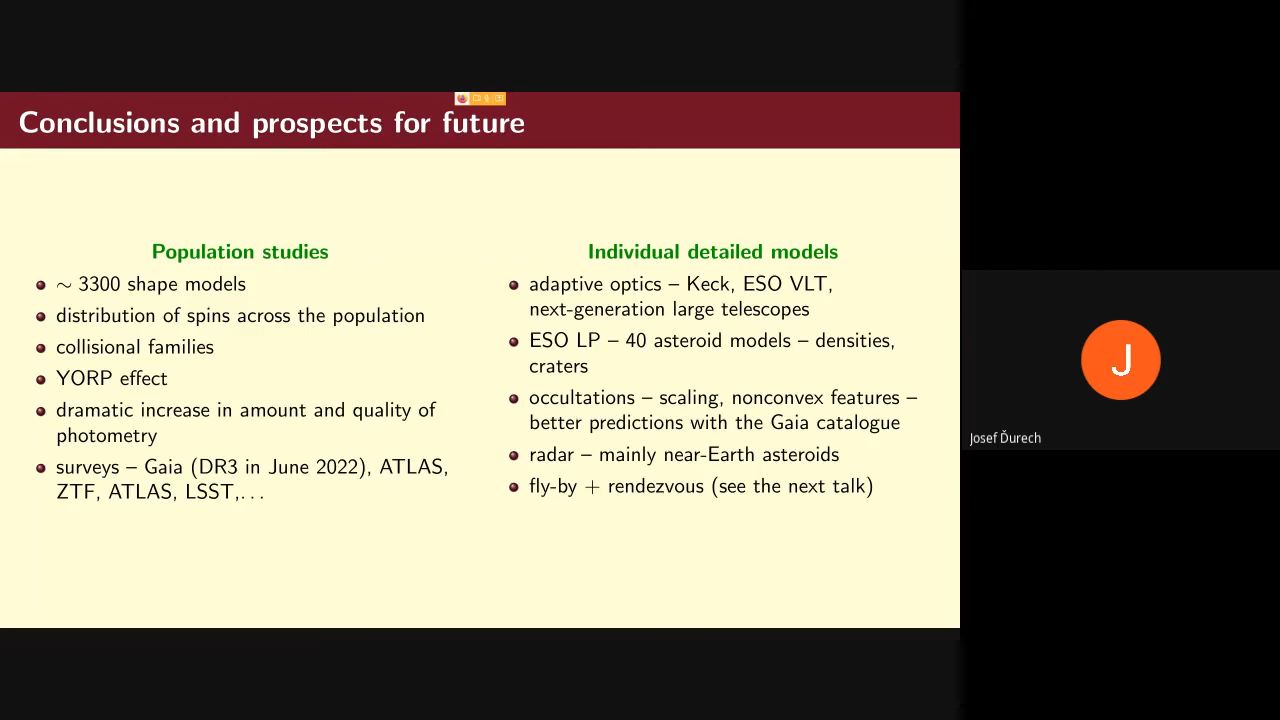 Conclusions and prospects for future
Population studies
∼ 3300 shape models
distribution of spins across the population
collisional families
YORP effect
dramatic increase in amount and quality of
photometry
surveys – Gaia (DR3 in June 2022), ATLAS,
ZTF, ATLAS, LSST,...
Individual detailed models
adaptive optics – Keck, ESO VLT,
next-generation large telescopes
ESO LP – 40 asteroid models – densities,
craters
occultations – scaling, nonconvex features –
better predictions with the Gaia catalogue
radar – mainly near-Earth asteroids
fly-by + rendezvous (see the next talk)
J
Josef Ďurech